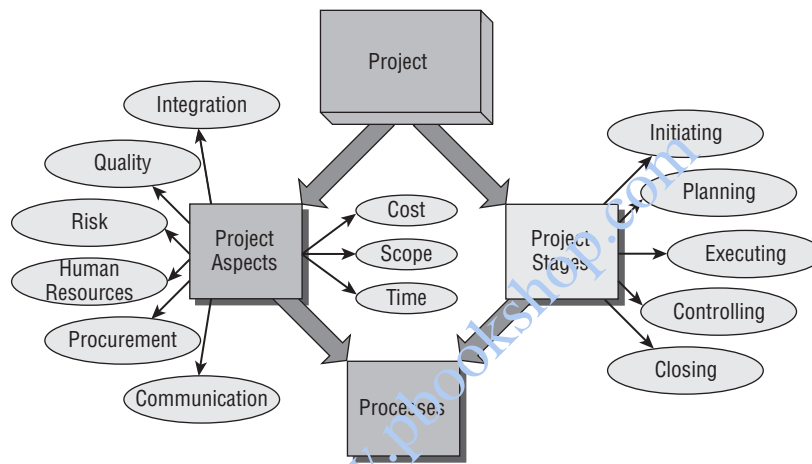 Project
Integration
Quality
Risk
Human
Resources
Procurement
Communication
Project
Aspects
Cost
Scope
Time
Project
Stages
Initiating
Planning
Executing
Controlling
Closing
Processes
.pbookshop.com